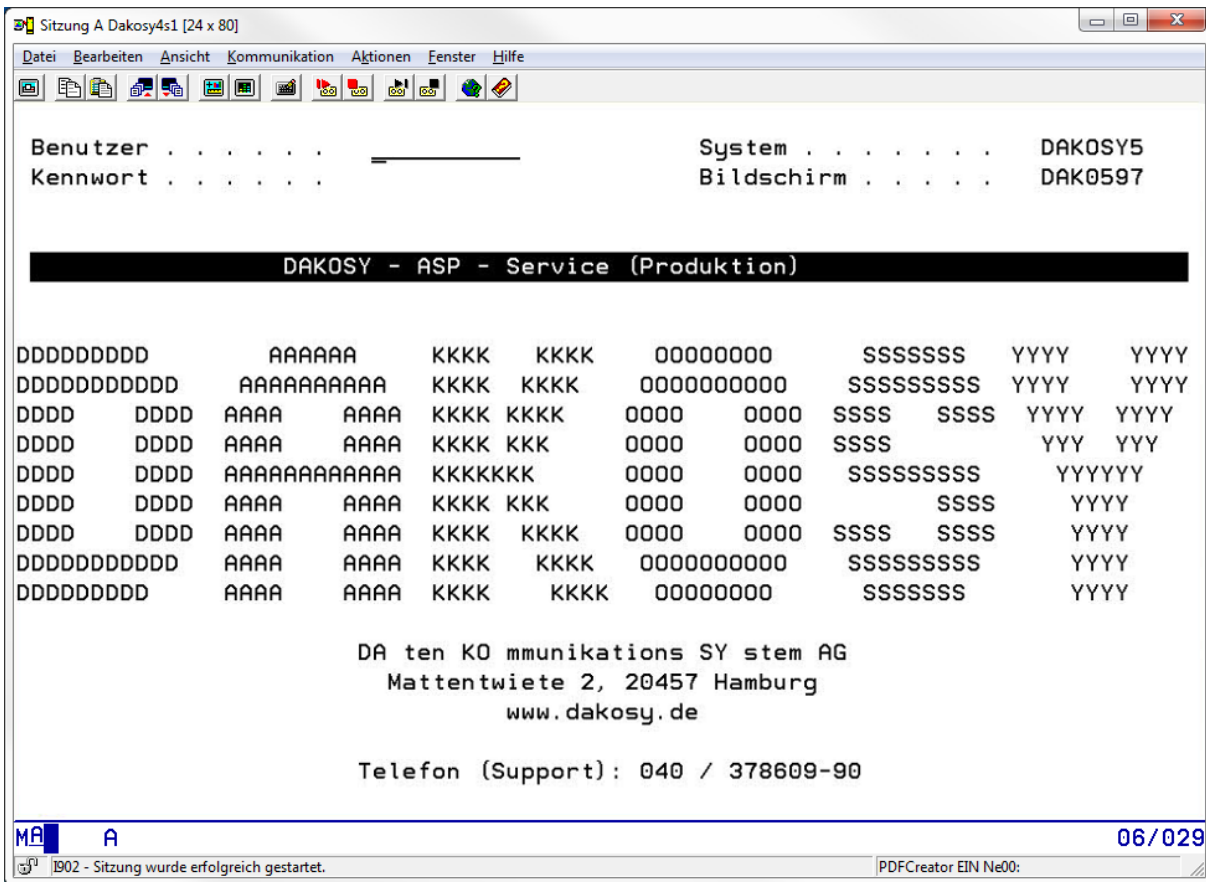 Sitzung A Dakosy4s1 [24 x 80]
Datei Bearbeiten Ansicht Kommunikation Aktionen Fenster Hilfe
Benutzer . . . . . . System . . . . . . . DAKOSY5
Kennwort . . . . . . Bildschirm . . . . . DAK0597
DAKOSY - ASP - Service (Produktion)
DDDDDDDDD        AAAAAA     KKKK   KKKK    OOOOOOOO      SSSSSSS   YYYY    YYYY
DDDDDDDDDDD    AAAAAAAAAA   KKKK  KKKK    OOOOOOOOOO    SSSSSSSSS  YYYY    YYYY
DDDD    DDDD  AAAA    AAAA  KKKK KKKK    OOOO    OOOO  SSSS   SSSS  YYYY  YYYY
DDDD    DDDD  AAAA    AAAA  KKKK KKK     OOOO    OOOO  SSSS          YYY  YYY
DDDD    DDDD  AAAAAAAAAAAA  KKKKKKK      OOOO    OOOO   SSSSSSSSS     YYYYYY
DDDD    DDDD  AAAA    AAAA  KKKK KKK     OOOO    OOOO         SSSS     YYYY
DDDD    DDDD  AAAA    AAAA  KKKK  KKKK   OOOO    OOOO  SSSS   SSSS     YYYY
DDDDDDDDDDD   AAAA    AAAA  KKKK   KKKK   OOOOOOOOOO    SSSSSSSSS      YYYY
DDDDDDDDD     AAAA    AAAA  KKKK    KKKK   OOOOOOOO      SSSSSSS       YYYY
DA ten KO mmunikations SY stem AG
Mattentwiete 2, 20457 Hamburg
www.dakosy.de
Telefon (Support): 040 / 378609-90
MA A 06/029
I902 - Sitzung wurde erfolgreich gestartet. PDFCreator EIN Ne00: